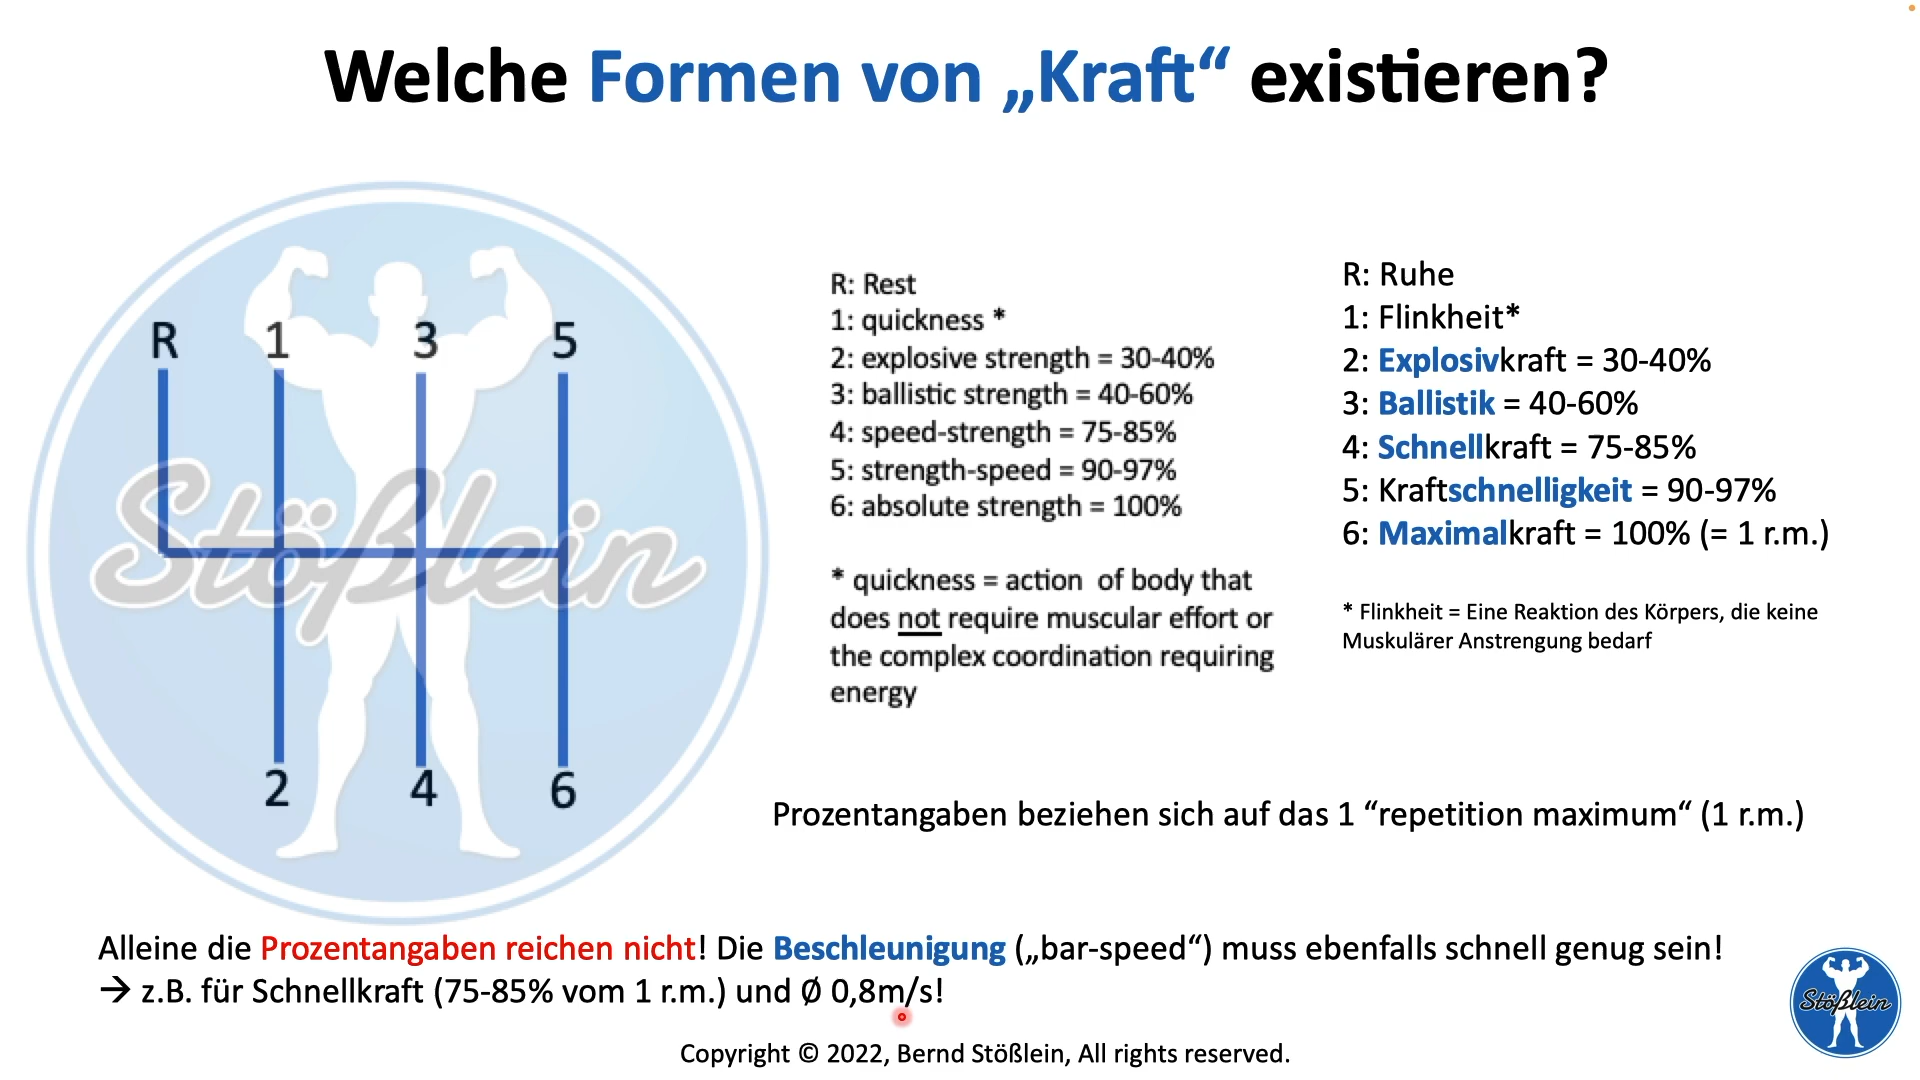 Welche Formen von „Kraft“ existieren?
R 1 3 5
Stößlein
2 4 6
R: Rest
1: quickness *
2: explosive strength = 30-40%
3: ballistic strength = 40-60%
4: speed-strength = 75-85%
5: strength-speed = 90-97%
6: absolute strength = 100%
* quickness = action of body that
does not require muscular effort or
the complex coordination requiring
energy
R: Ruhe
1: Flinkheit*
2: Explosivkraft = 30-40%
3: Ballistik = 40-60%
4: Schnellkraft = 75-85%
5: Kraftschnelligkeit = 90-97%
6: Maximalkraft = 100% (= 1 r.m.)
* Flinkheit = Eine Reaktion des Körpers, die keine
Muskulärer Anstrengung bedarf
Prozentangaben beziehen sich auf das 1 “repetition maximum“ (1 r.m.)
Alleine die Prozentangaben reichen nicht! Die Beschleunigung („bar-speed“) muss ebenfalls schnell genug sein!
→ z.B. für Schnellkraft (75-85% vom 1 r.m.) und Ø 0,8m/s!
Stößlein
Copyright © 2022, Bernd Stößlein, All rights reserved.